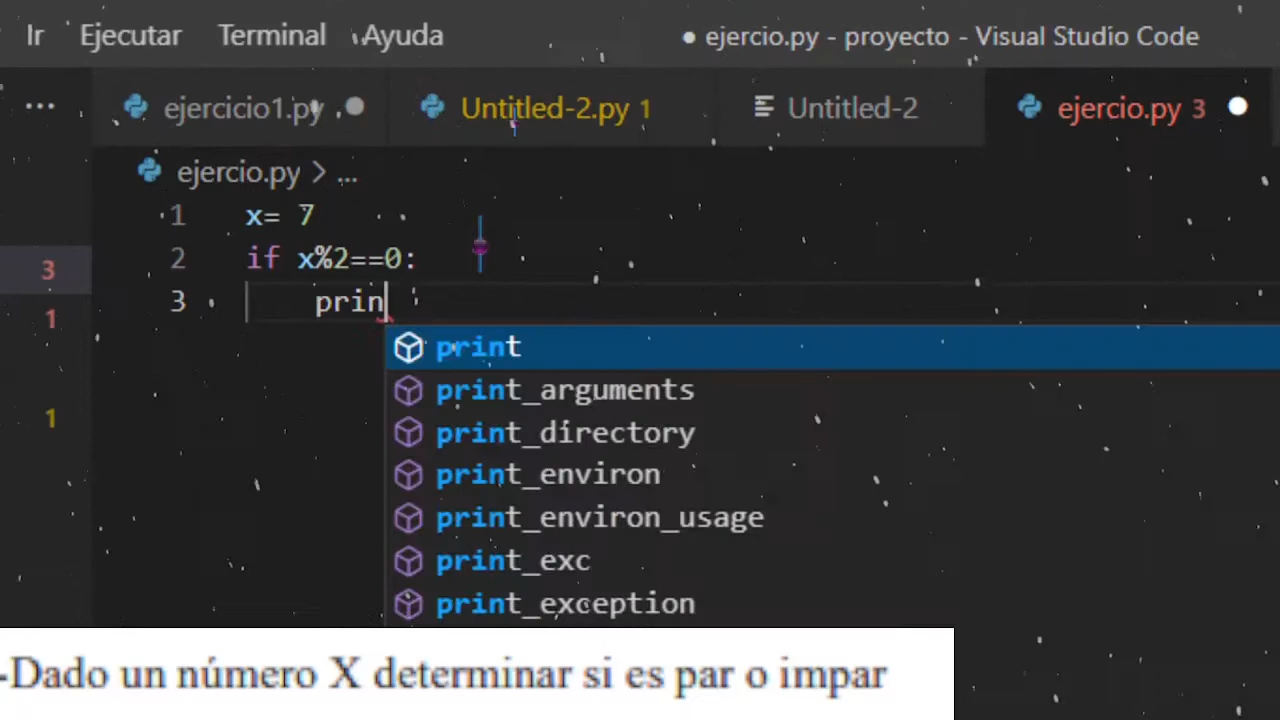 Ir Ejecutar Terminal Ayuda ● ejercio.py - proyecto - Visual Studio Code
... ejercicio1.py Untitled-2.py 1 Untitled-2 ejercio.py 3
ejercio.py > ...
1 x= 7
3
2 if x%2==0:
3 prin
1
print
print_arguments
1
print_directory
print_environ
print_environ_usage
print_exc
print_exception
-Dado un número X determinar si es par o impar